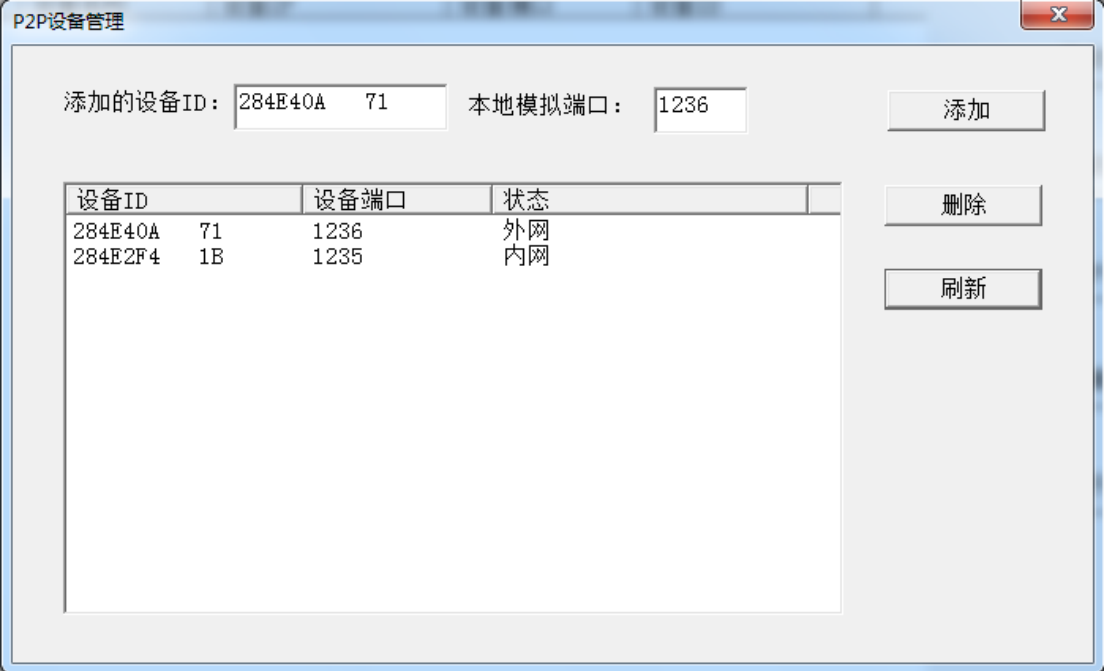 P2P设备管理
添加的设备ID: 284E40A 71 本地模拟端口: 1236 添加
设备ID 设备端口 状态
删除
284E40A 71 1236 外网
284E2F4 1B 1235 内网
刷新